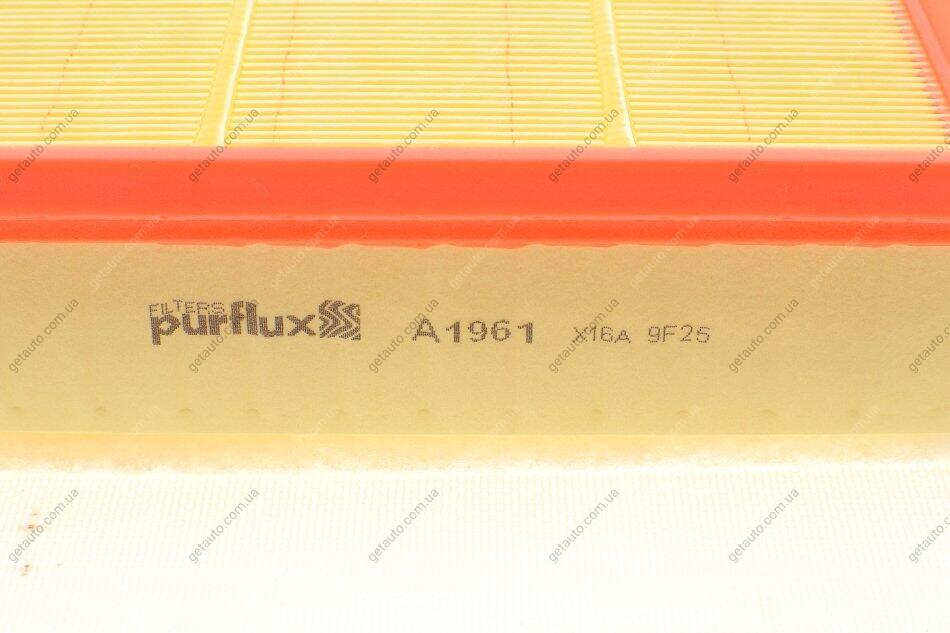 FILTERS
purflux A1961 X16A 9F25
getauto.com.ua